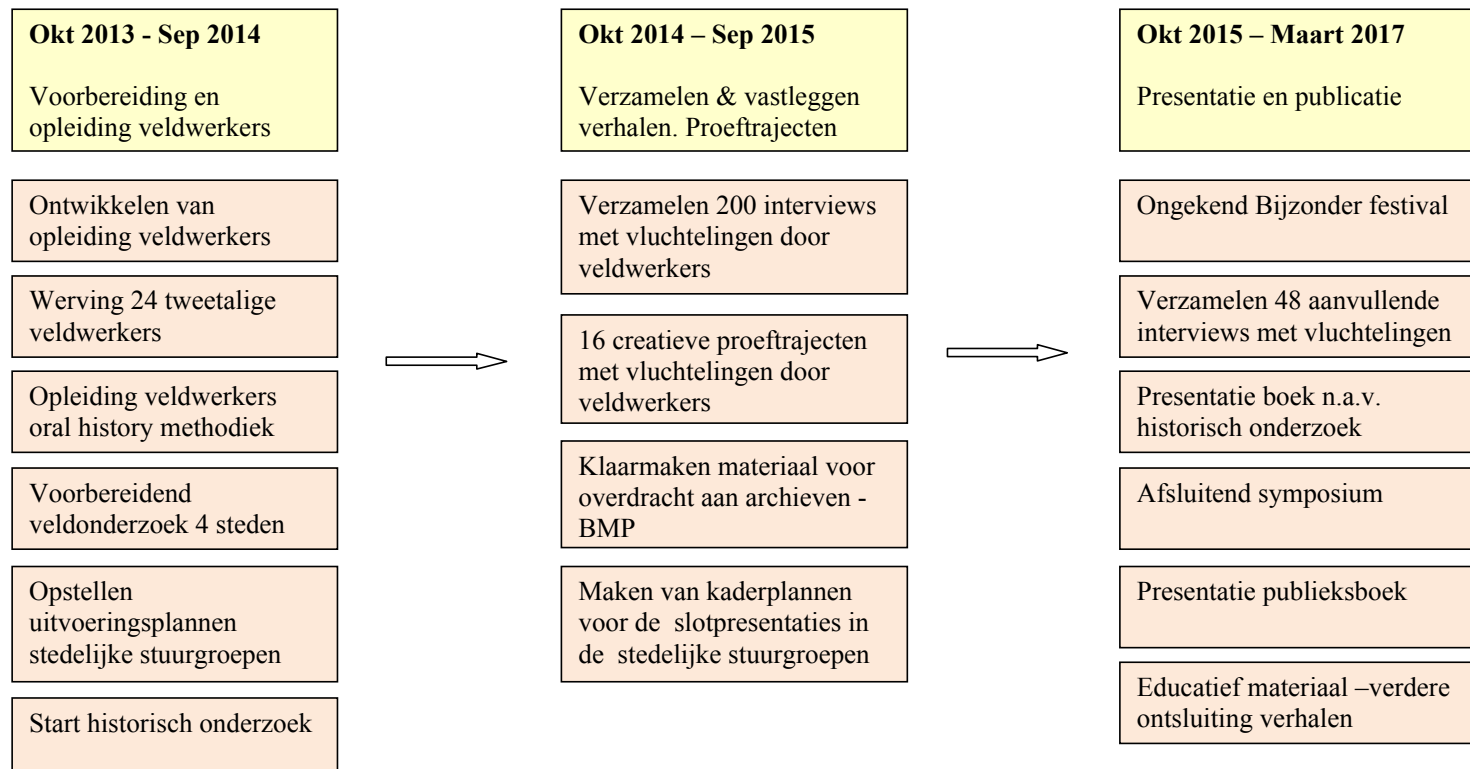 Okt 2013 - Sep 2014
Voorbereiding en
opleiding veldwerkers
Ontwikkelen van
opleiding veldwerkers
Werving 24 tweetalige
veldwerkers
Opleiding veldwerkers
oral history methodiek
Voorbereidend
veldonderzoek 4 steden
Opstellen
uitvoeringsplannen
stedelijke stuurgroepen
Start historisch onderzoek
Okt 2014 – Sep 2015
Verzamelen & vastleggen
verhalen. Proeftrajecten
Verzamelen 200 interviews
met vluchtelingen door
veldwerkers
16 creatieve proeftrajecten
met vluchtelingen door
veldwerkers
Klaarmaken materiaal voor
overdracht aan archieven -
BMP
Maken van kaderplannen
voor de  slotpresentaties in
de  stedelijke stuurgroepen
Okt 2015 – Maart 2017
Presentatie en publicatie
Ongekend Bijzonder festival
Verzamelen 48 aanvullende
interviews met vluchtelingen
Presentatie boek n.a.v.
historisch onderzoek
Afsluitend symposium
Presentatie publieksboek
Educatief materiaal –verdere
ontsluiting verhalen